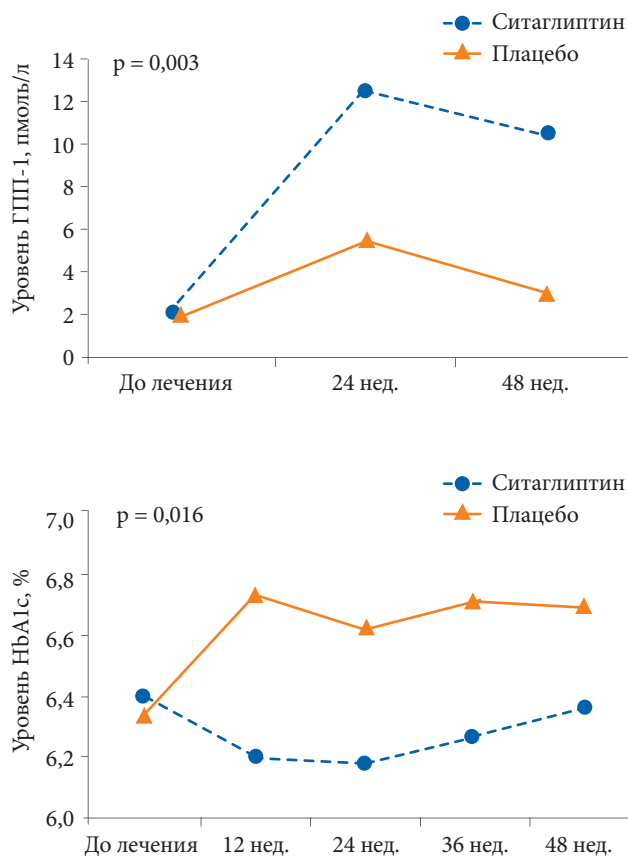 Ситаглиптин
Плацебо
p = 0,003
Уровень ГПП-1, пмоль/л
14
12
10
8
6
4
2
0
До лечения 24 нед. 48 нед.
Ситаглиптин
Плацебо
p = 0,016
Уровень HbA1c, %
7,0
6,8
6,6
6,4
6,2
6,0
До лечения 12 нед. 24 нед. 36 нед. 48 нед.